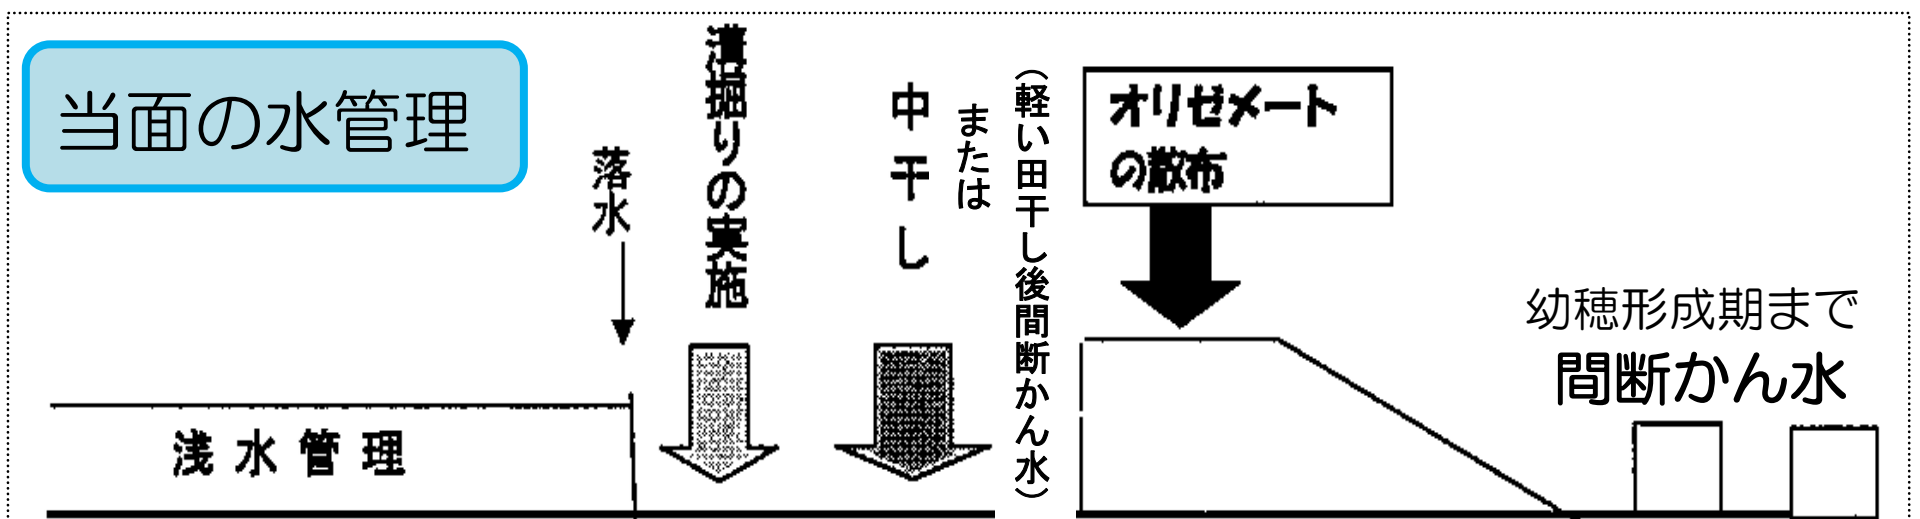 当面の水管理
落水
溝掘りの実施
中干し
または
（軽い田干し後間断かん水）
オリゼメート
の散布
幼穂形成期まで
間断かん水
浅水管理